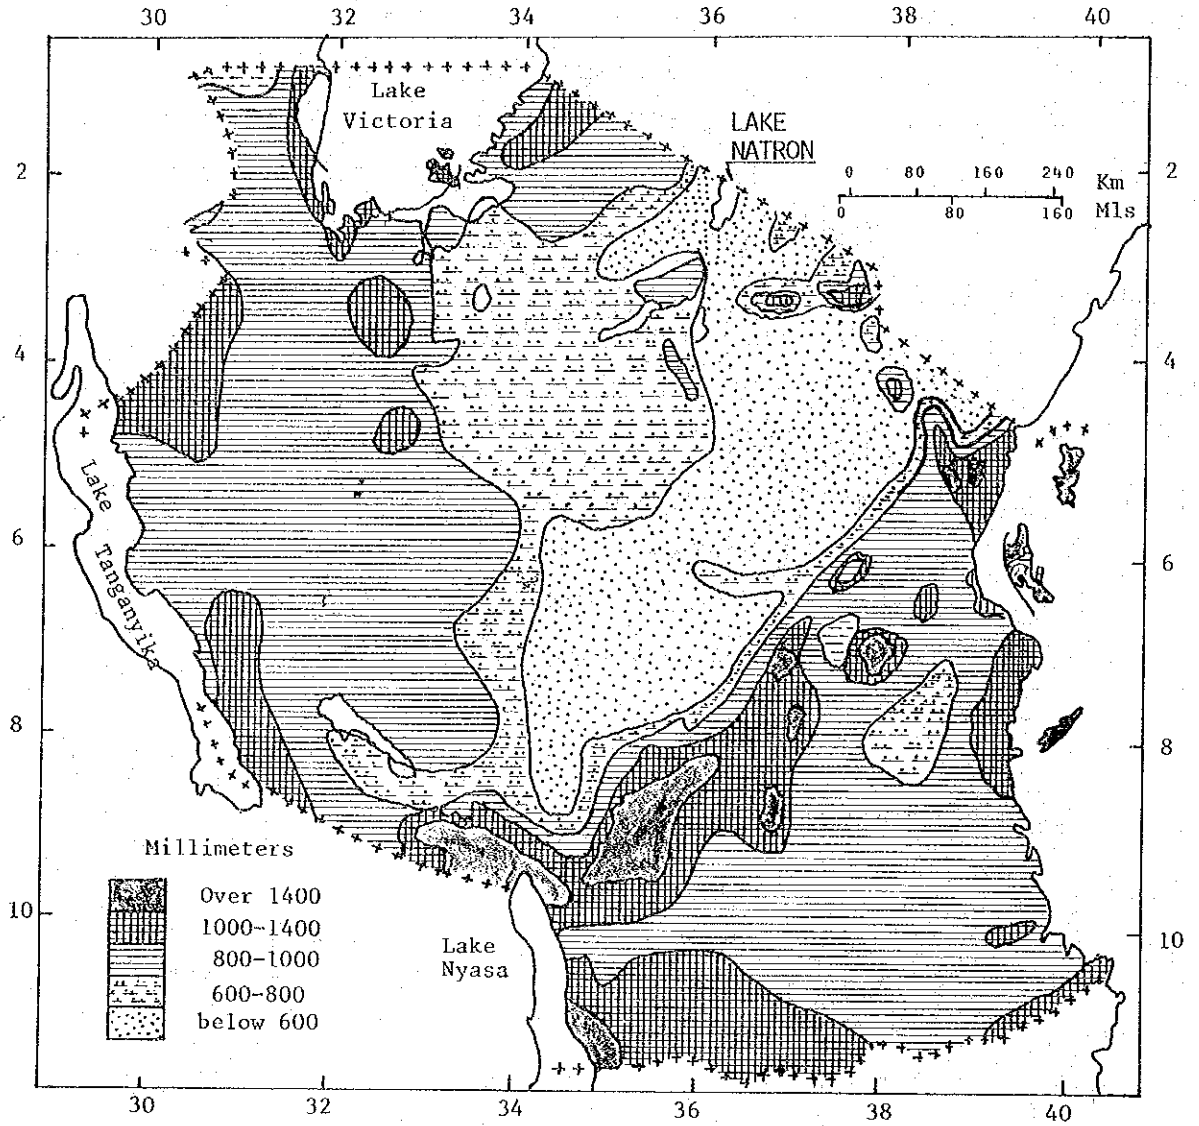 30 32 34 36 38 40
Lake
Victoria
LAKE
NATRON
2
2
0 80 160 240 Km
0 80 160 Mls
4
4
Lake
Tanganyika
6
6
8
8
Millimeters
Over 1400
1000-1400
800-1000
600-800
below 600
10
10
Lake
Nyasa
30 32 34 36 38 40